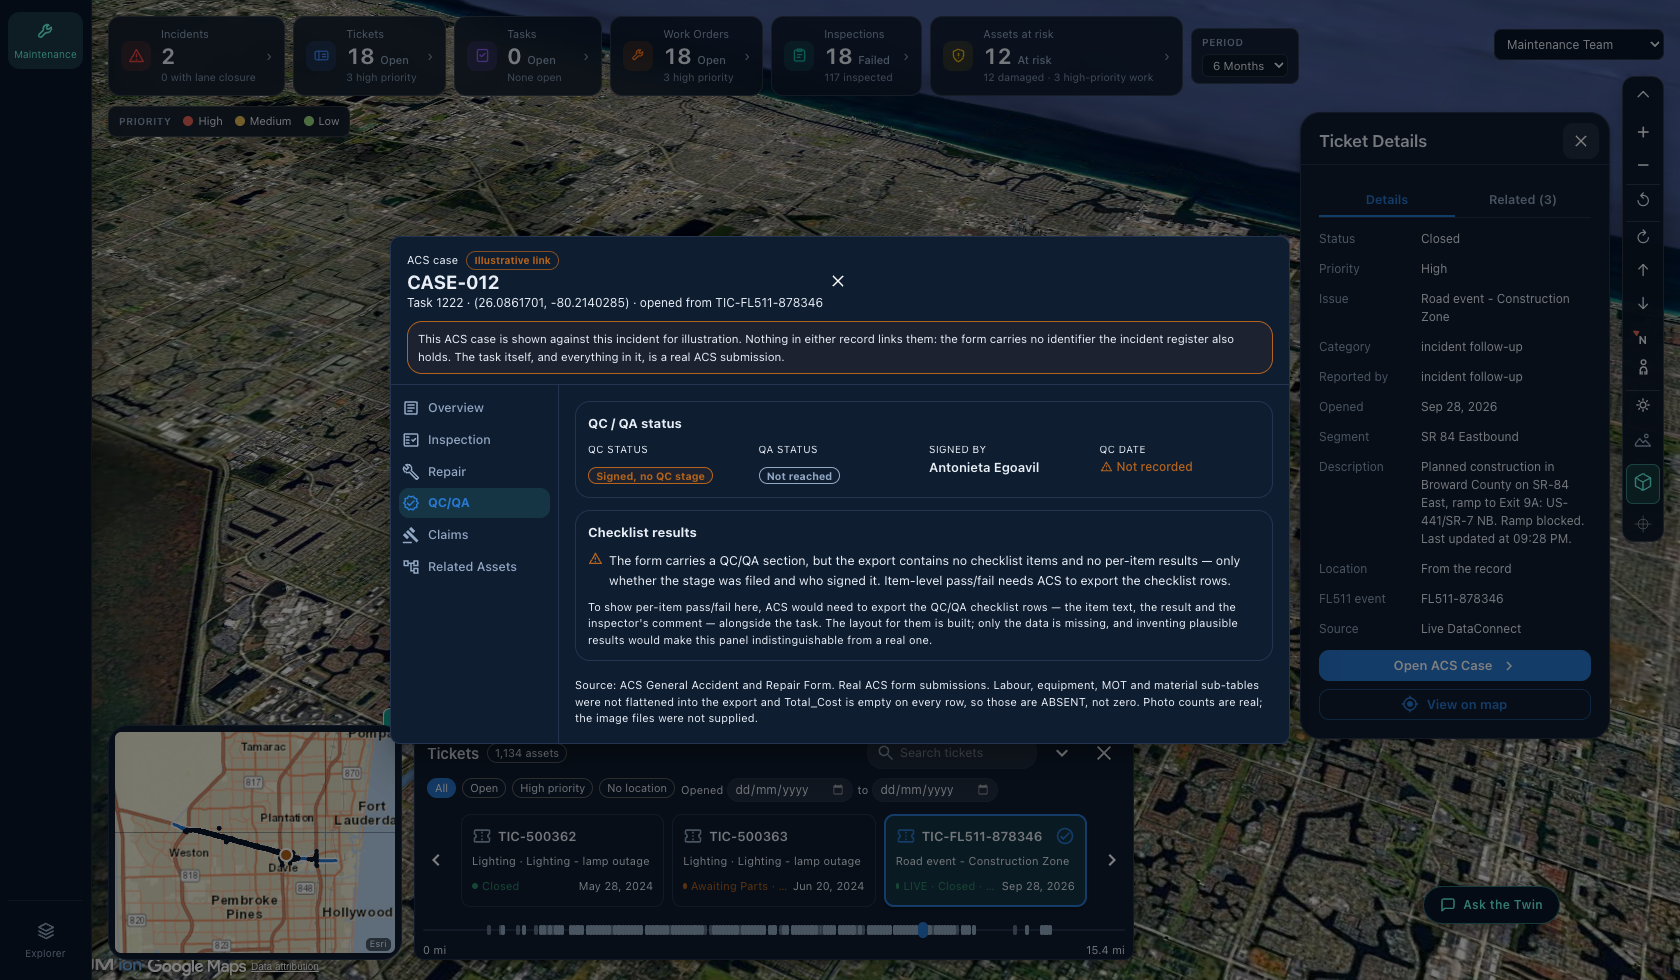 Maintenance
Incidents
2
0 with lane closure
Tickets
18 Open
3 high priority
Tasks
0 Open
None open
Work Orders
18 Open
3 high priority
Inspections
18 Failed
117 inspected
Assets at risk
12 At risk
12 damaged · 3 high-priority work
PERIOD
6 Months
Maintenance Team
PRIORITY High Medium Low
Ticket Details
Details Related (3)
Status Closed
Priority High
Issue Road event - Construction
Zone
Category incident follow-up
Reported by incident follow-up
Opened Sep 28, 2026
Segment SR 84 Eastbound
Description Planned construction in
Broward County on SR-84
East, ramp to Exit 9A: US-
441/SR-7 NB. Ramp blocked.
Last updated at 09:28 PM.
Location From the record
FL511 event FL511-878346
Source Live DataConnect
Open ACS Case
View on map
N
ACS case Illustrative link
CASE-012
Task 1222 · (26.0861701, -80.2140285) · opened from TIC-FL511-878346
This ACS case is shown against this incident for illustration. Nothing in either record links them: the form carries no identifier the incident register also
holds. The task itself, and everything in it, is a real ACS submission.
Overview
Inspection
Repair
QC/QA
Claims
Related Assets
QC / QA status
QC STATUS QA STATUS SIGNED BY QC DATE
Signed, no QC stage Not reached Antonieta Egoavil Not recorded
Checklist results
The form carries a QC/QA section, but the export contains no checklist items and no per-item results — only
whether the stage was filed and who signed it. Item-level pass/fail needs ACS to export the checklist rows.
To show per-item pass/fail here, ACS would need to export the QC/QA checklist rows — the item text, the result and the
inspector's comment — alongside the task. The layout for them is built; only the data is missing, and inventing plausible
results would make this panel indistinguishable from a real one.
Source: ACS General Accident and Repair Form. Real ACS form submissions. Labour, equipment, MOT and material sub-tables
were not flattened into the export and Total_Cost is empty on every row, so those are ABSENT, not zero. Photo counts are real;
the image files were not supplied.
Tickets 1,134 assets Search tickets
All Open High priority No location Opened dd/mm/yyyy to dd/mm/yyyy
TIC-500362
Lighting · Lighting - lamp outage
Closed May 28, 2024
TIC-500363
Lighting · Lighting - lamp outage
Awaiting Parts · ... Jun 20, 2024
TIC-FL511-878346
Road event - Construction Zone
LIVE · Closed · ... Sep 28, 2026
0 mi 15.4 mi
Tamarac
870
817
Fort
Plantation
Weston
Davie
818
848
Pembroke
Pines
Hollywood
820
823
Esri
Google Maps Data attribution
Explorer
Ask the Twin